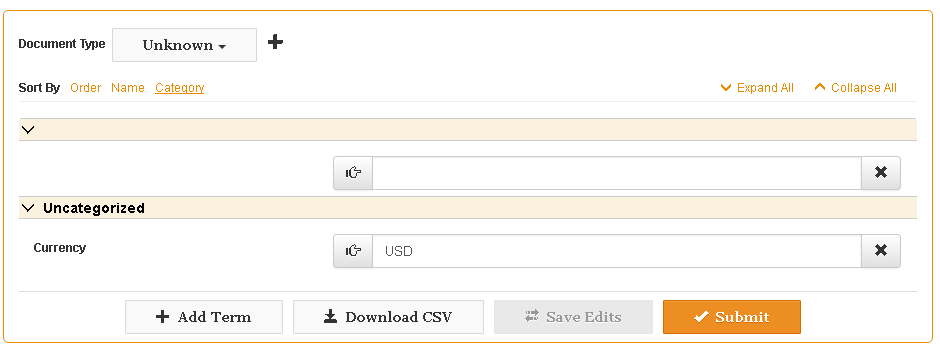 Document Type Unknown
Sort By Order Name Category Expand All Collapse All
Uncategorized
Currency USD
Add Term Download CSV Save Edits Submit